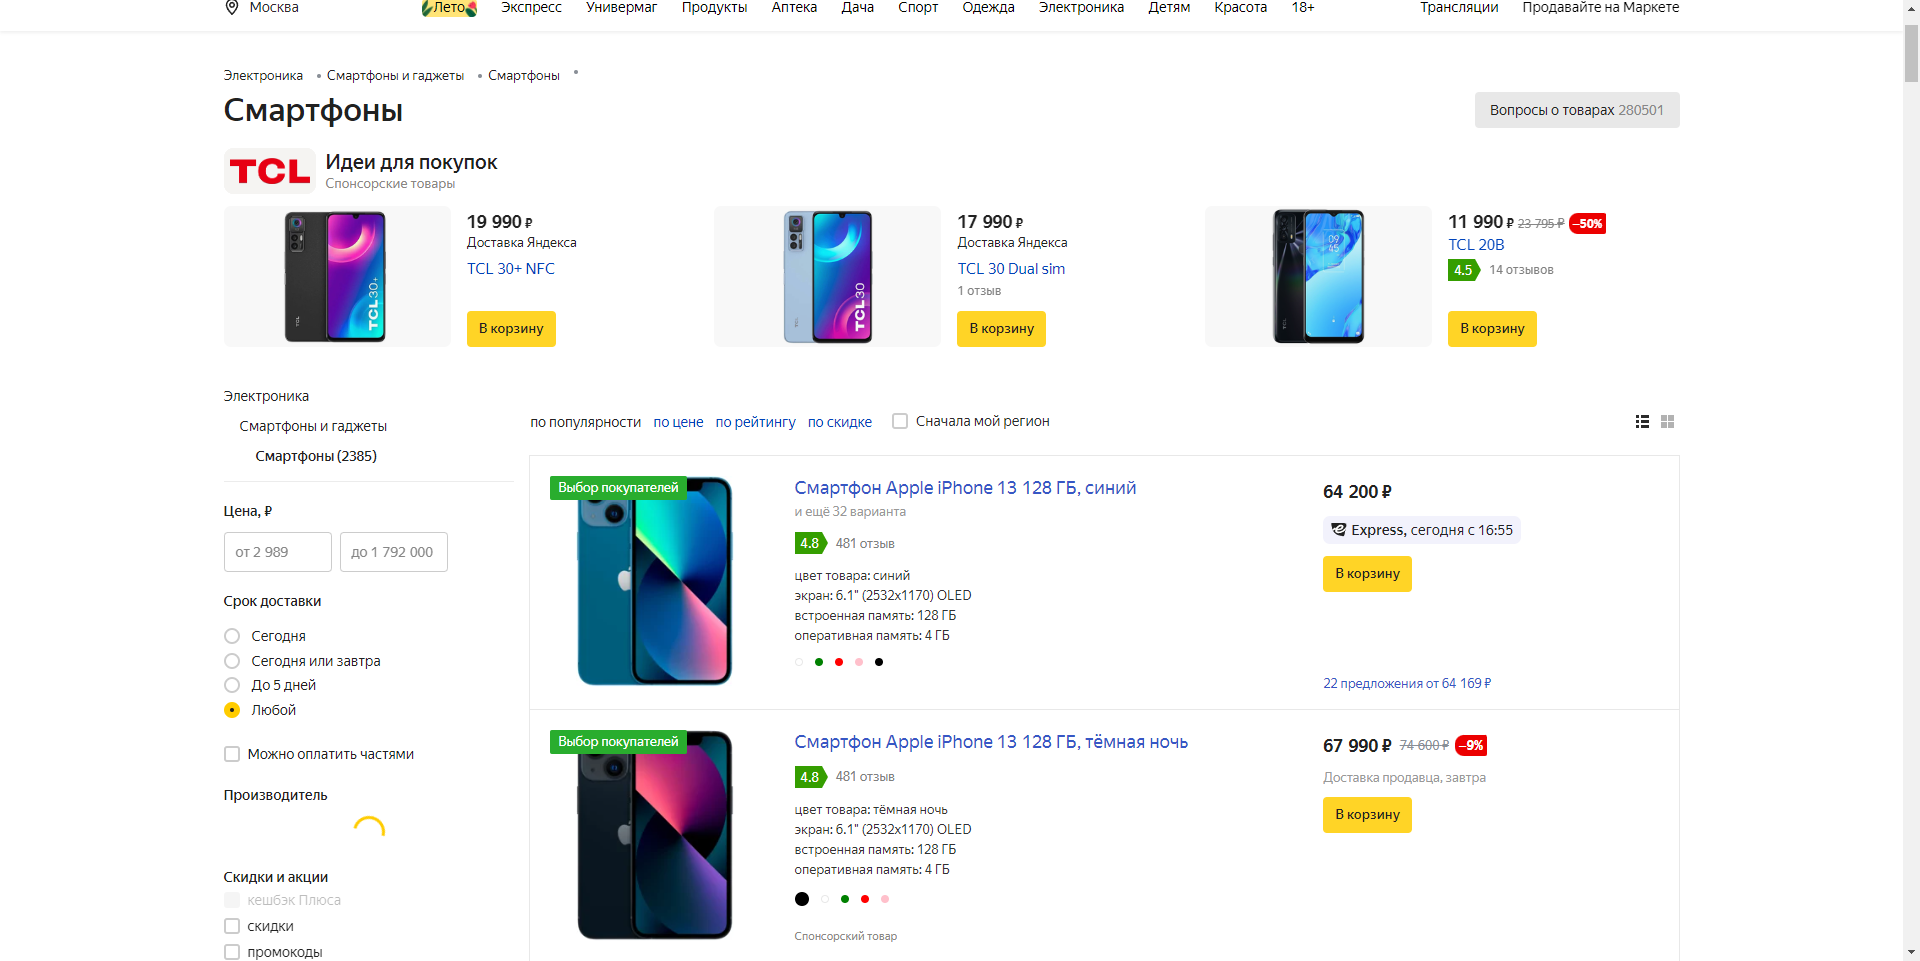 Москва Лето Экспресс Универмаг Продукты Аптека Дача Спорт Одежда Электроника Детям Красота 18+ Трансляции Продавайте на Маркете
Электроника • Смартфоны и гаджеты • Смартфоны •
Смартфоны
Вопросы о товарах 280501
TCL
Идеи для покупок
Спонсорские товары
TCL30+
TCL
19 990 ₽
Доставка Яндекса
TCL 30+ NFC
В корзину
TCL30
TCL
17 990 ₽
Доставка Яндекса
TCL 30 Dual sim
1 отзыв
В корзину
09
45
TCL
11 990 ₽ 23 795 ₽ –50%
TCL 20B
4.5 14 отзывов
В корзину
Электроника
Смартфоны и гаджеты
Смартфоны (2385)
Цена, ₽
от 2 989 до 1 792 000
Срок доставки
Сегодня
Сегодня или завтра
До 5 дней
Любой
Можно оплатить частями
Производитель
Скидки и акции
кешбэк Плюса
скидки
промокоды
по популярности по цене по рейтингу по скидке Сначала мой регион
Выбор покупателей
Смартфон Apple iPhone 13 128 ГБ, синий
и ещё 32 варианта
4.8 481 отзыв
цвет товара: синий
экран: 6.1" (2532x1170) OLED
встроенная память: 128 ГБ
оперативная память: 4 ГБ
64 200 ₽
Express, сегодня с 16:55
В корзину
22 предложения от 64 169 ₽
Выбор покупателей
Смартфон Apple iPhone 13 128 ГБ, тёмная ночь
4.8 481 отзыв
цвет товара: тёмная ночь
экран: 6.1" (2532x1170) OLED
встроенная память: 128 ГБ
оперативная память: 4 ГБ
Спонсорский товар
67 990 ₽ 74 600 ₽ –9%
Доставка продавца, завтра
В корзину